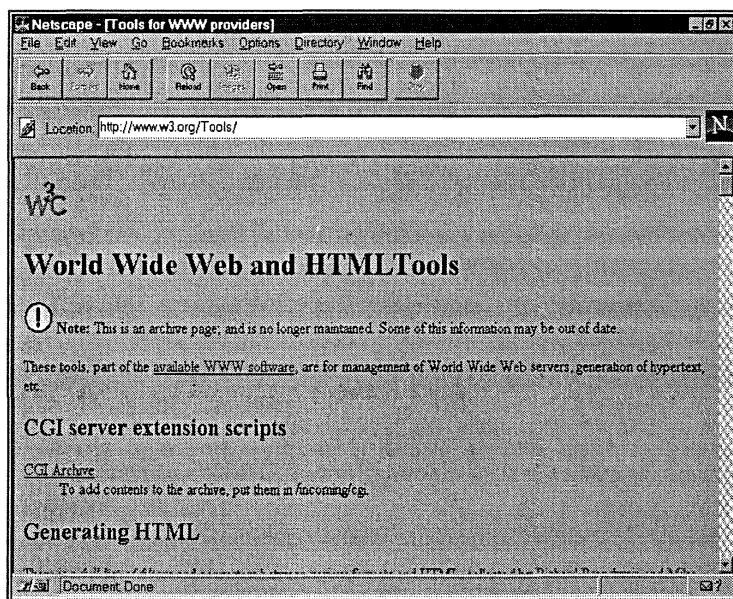 Netscape - [Tools for WWW providers]
File Edit View Go Bookmarks Options Directory Window Help
Back Forward Home Reload Images Open Print Find Stop
Location: http://www.w3.org/Tools/
N
W3C
World Wide Web and HTMLTools
Note: This is an archive page; and is no longer maintained. Some of this information may be out of date.
These tools, part of the available WWW software, are for management of World Wide Web servers, generation of hypertext,
etc.
CGI server extension scripts
CGI Archive
To add contents to the archive, put them in /incoming/cgi.
Generating HTML
Document Done